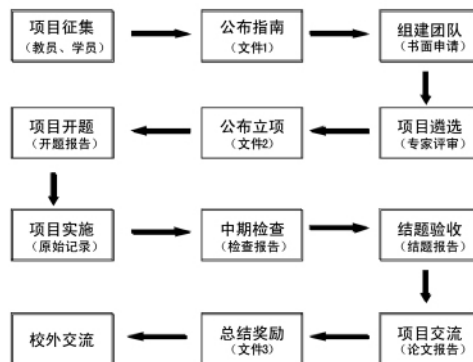 项目征集
(教员、学员)
公布指南
(文件1)
组建团队
(书面申请)
项目遴选
(专家评审)
公布立项
(文件2)
项目开题
(开题报告)
项目实施
(原始记录)
中期检查
(检查报告)
结题验收
(结题报告)
项目交流
(论文报告)
总结奖励
(文件3)
校外交流